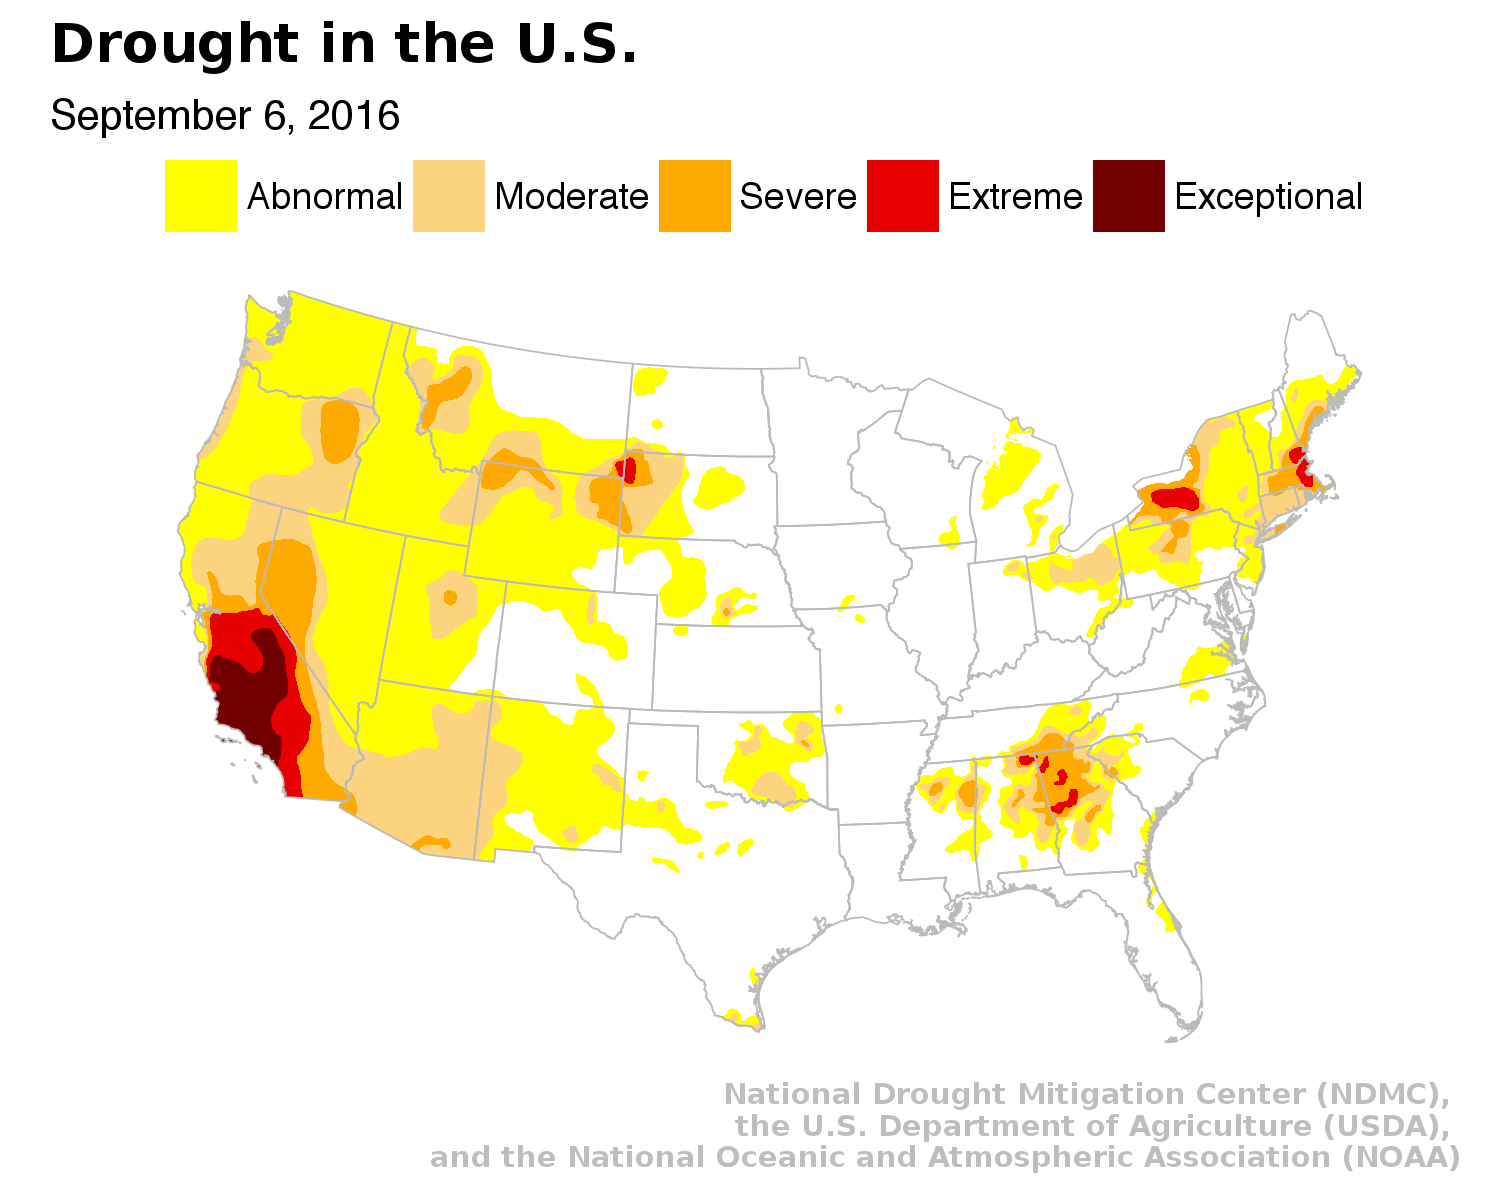 Drought in the U.S.
September 6, 2016
Abnormal Moderate Severe Extreme Exceptional
National Drought Mitigation Center (NDMC),
the U.S. Department of Agriculture (USDA),
and the National Oceanic and Atmospheric Association (NOAA)